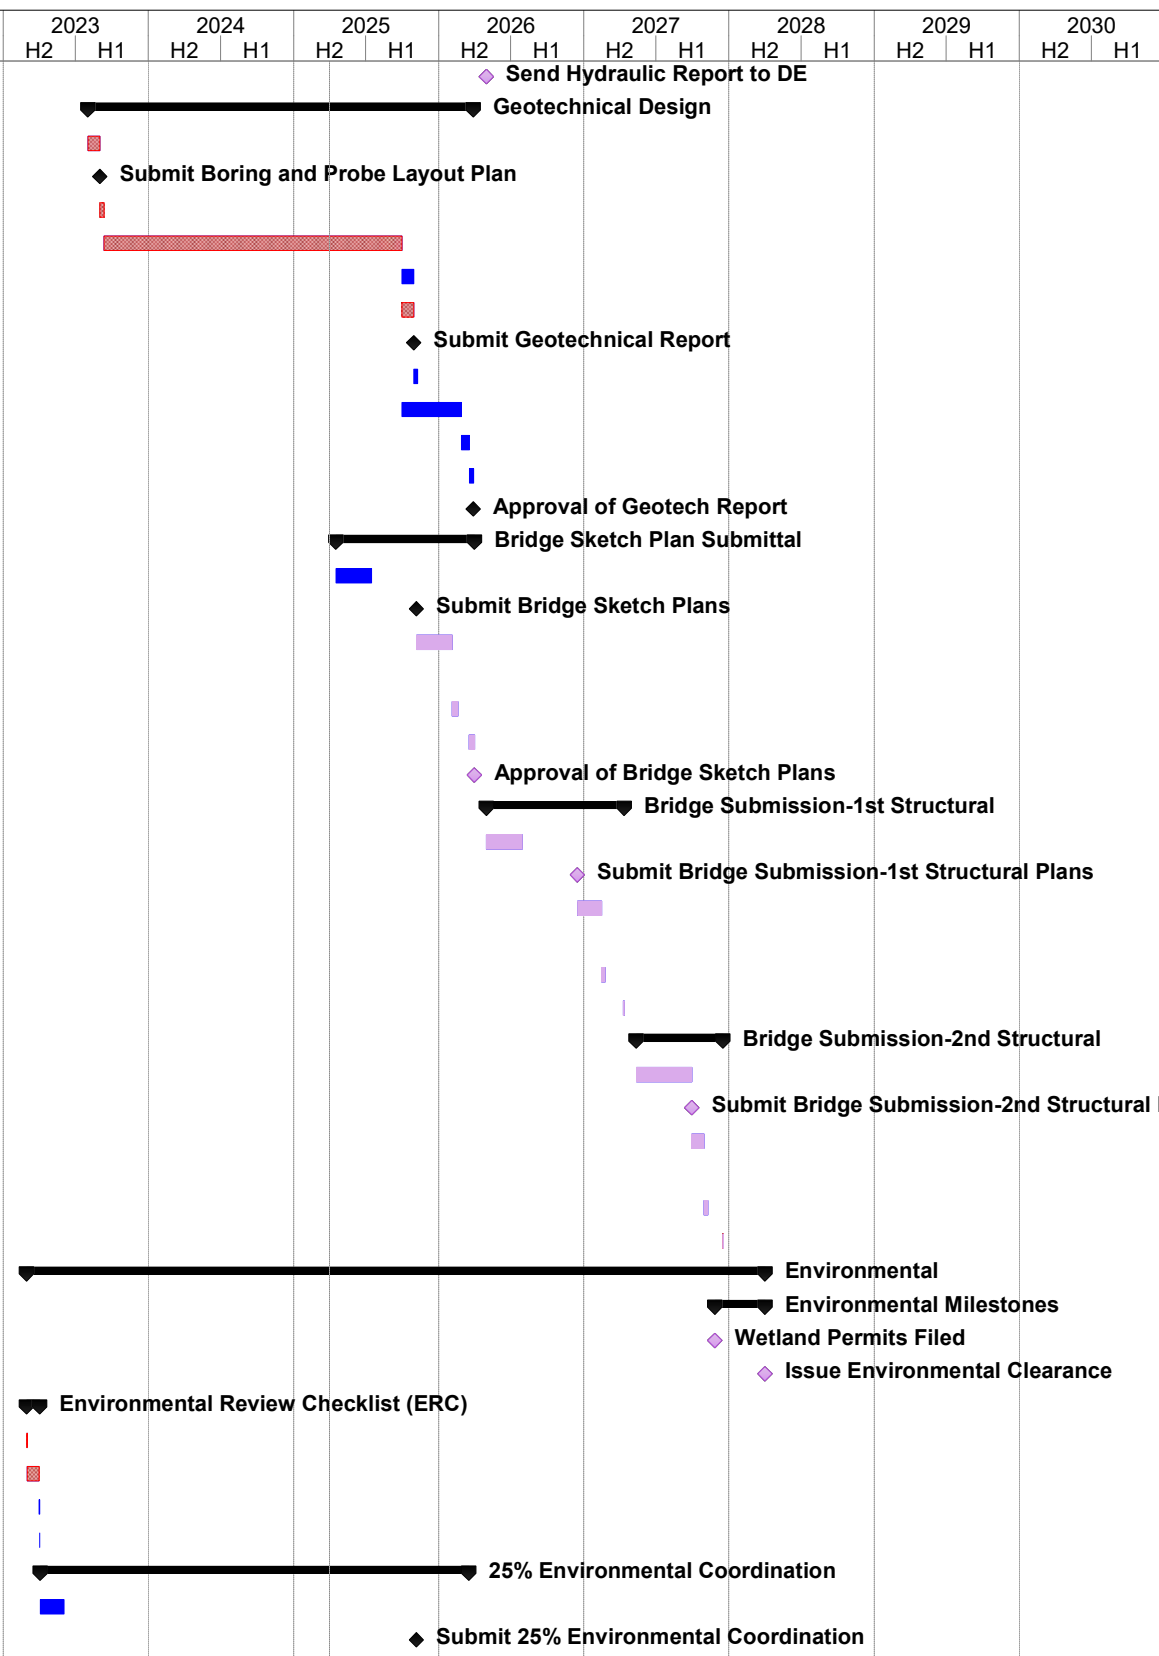 2023 2024 2025 2026 2027 2028 2029 2030
H2 H1 H2 H1 H2 H1 H2 H1 H2 H1 H2 H1 H2 H1 H2 H1
Send Hydraulic Report to DE
Geotechnical Design
Submit Boring and Probe Layout Plan
Submit Geotechnical Report
Approval of Geotech Report
Bridge Sketch Plan Submittal
Submit Bridge Sketch Plans
Approval of Bridge Sketch Plans
Bridge Submission-1st Structural
Submit Bridge Submission-1st Structural Plans
Bridge Submission-2nd Structural
Submit Bridge Submission-2nd Structural
Environmental
Environmental Milestones
Wetland Permits Filed
Issue Environmental Clearance
Environmental Review Checklist (ERC)
25% Environmental Coordination
Submit 25% Environmental Coordination